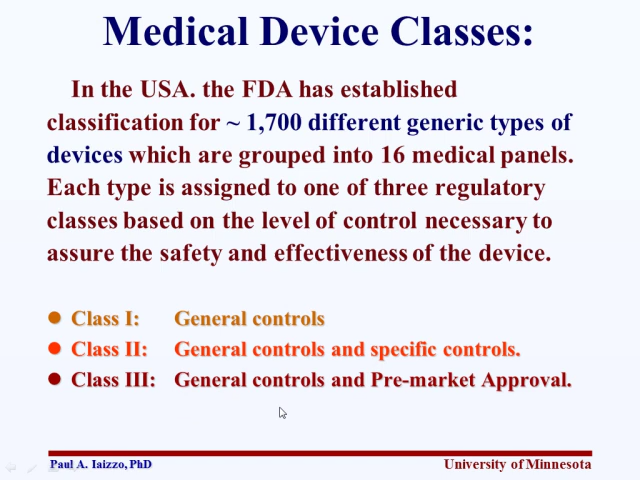 Medical Device Classes:
In the USA. the FDA has established
classification for ~ 1,700 different generic types of
devices which are grouped into 16 medical panels.
Each type is assigned to one of three regulatory
classes based on the level of control necessary to
assure the safety and effectiveness of the device.
Class I: General controls
Class II: General controls and specific controls.
Class III: General controls and Pre-market Approval.
Paul A. Iaizzo, PhD
University of Minnesota